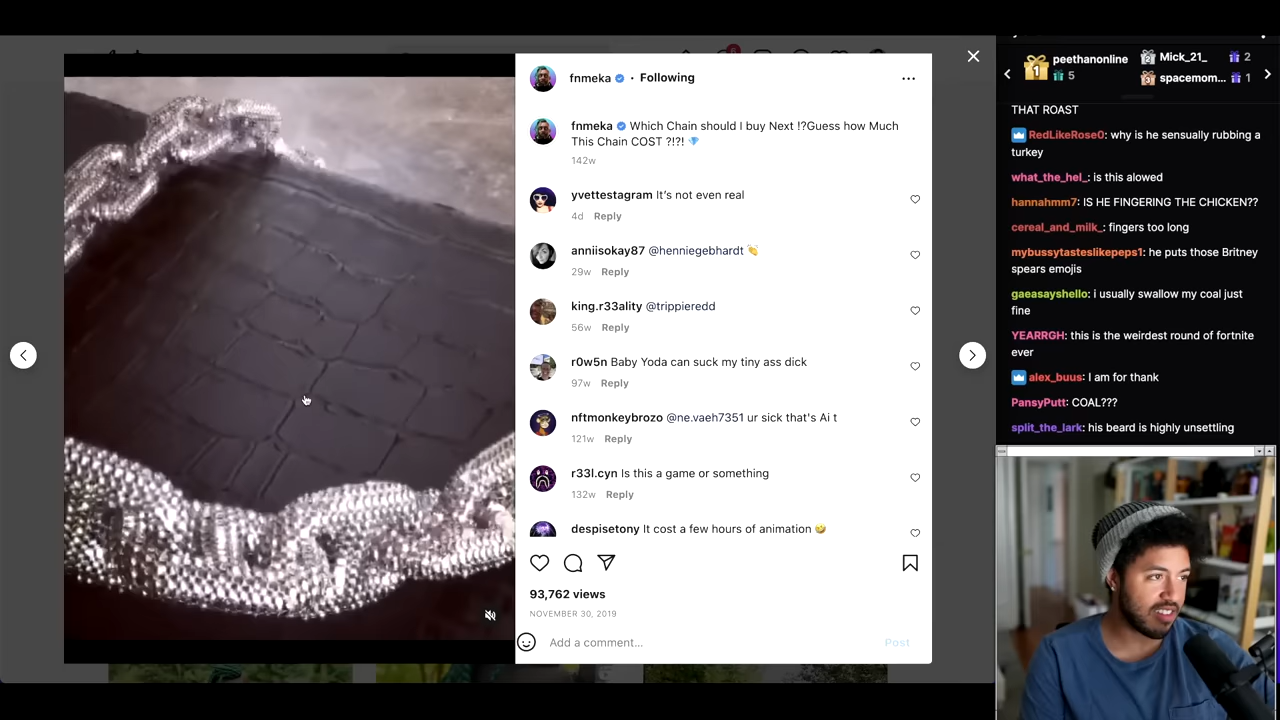 fnmeka • Following
fnmeka Which Chain should I buy Next !?Guess how Much
This Chain COST ?!?! 💎
142w
yvettestagram It's not even real
4d Reply
anniisokay87 @henniegebhardt 👏
29w Reply
king.r33ality @trippieredd
56w Reply
r0w5n Baby Yoda can suck my tiny ass dick
97w Reply
nftmonkeybrozo @ne.vaeh7351 ur sick that's Ai t
121w Reply
r33l.cyn Is this a game or something
132w Reply
despisetony It cost a few hours of animation 🤣
93,762 views
NOVEMBER 30, 2019
Add a comment...
Post
1 peethanonline
5
2 Mick_21_ 2
3 spacemom... 1
THAT ROAST
RedLikeRose0: why is he sensually rubbing a
turkey
what_the_hel_: is this alowed
hannahmm7: IS HE FINGERING THE CHICKEN??
cereal_and_milk_: fingers too long
mybussytasteslikepeps1: he puts those Britney
spears emojis
gaeasayshello: i usually swallow my coal just
fine
YEARRGH: this is the weirdest round of fortnite
ever
alex_buus: I am for thank
PansyPutt: COAL???
split_the_lark: his beard is highly unsettling